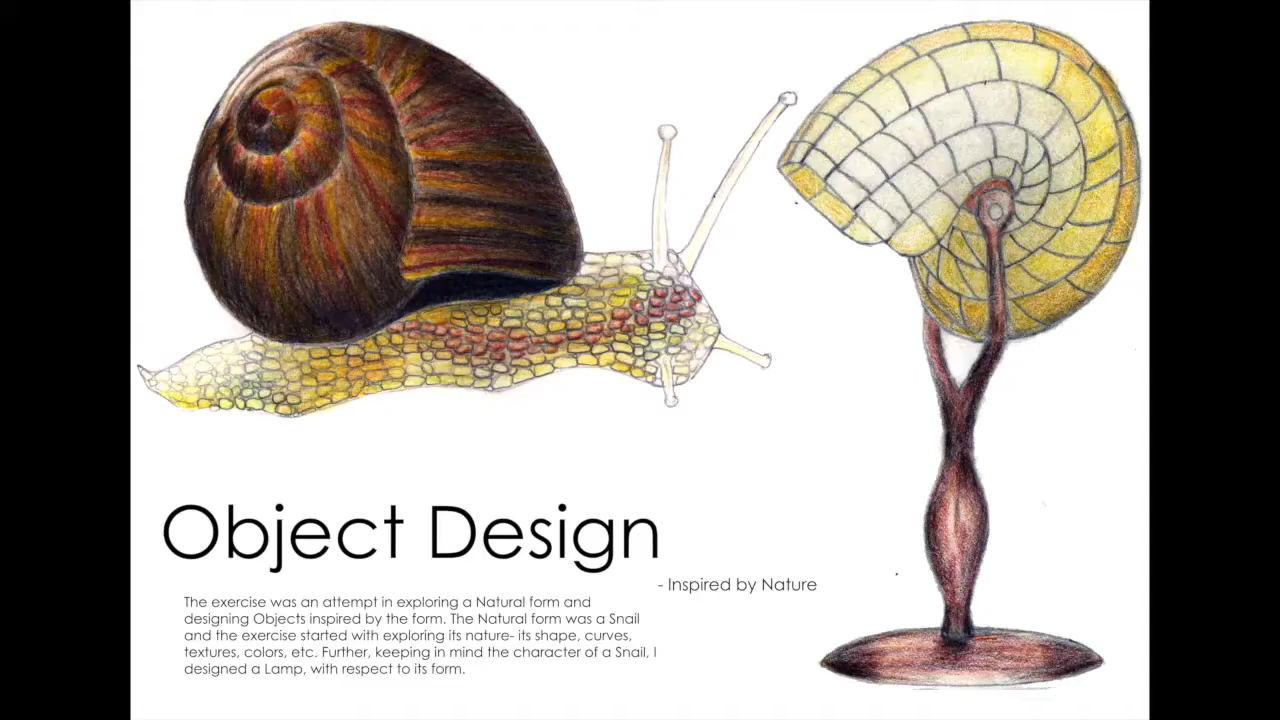 Object Design
- Inspired by Nature
The exercise was an attempt in exploring a Natural form and
designing Objects inspired by the form. The Natural form was a Snail
and the exercise started with exploring its nature- its shape, curves,
textures, colors, etc. Further, keeping in mind the character of a Snail, I
designed a Lamp, with respect to its form.